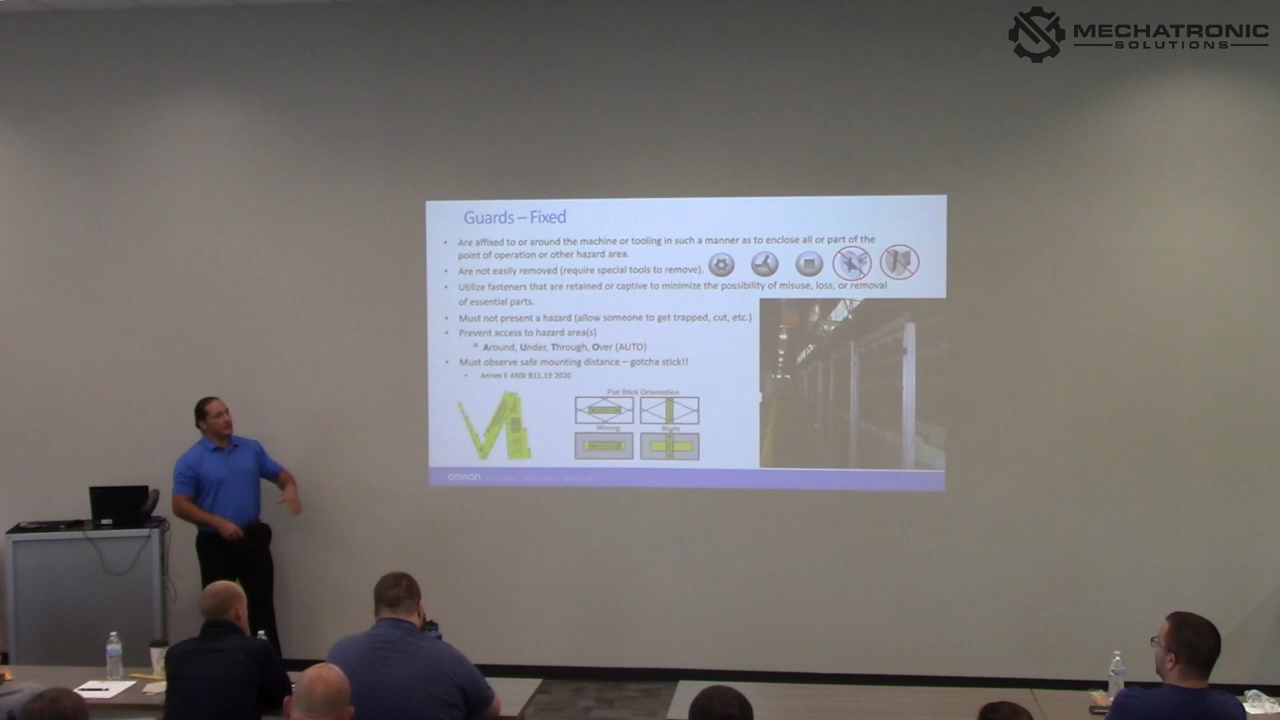 MECHATRONIC
SOLUTIONS
Guards – Fixed
• Are affixed to or around the machine or tooling in such a manner as to enclose all or part of the
point of operation or other hazard area.
• Are not easily removed (require special tools to remove).
• Utilize fasteners that are retained or captive to minimize the possibility of misuse, loss, or removal
of essential parts.
• Must not present a hazard (allow someone to get trapped, cut, etc.)
• Prevent access to hazard area(s)
Around, Under, Through, Over (AUTO)
• Must observe safe mounting distance – gotcha stick!!
• Annex E ANSI B11.19 2020
Flat Stick Orientation
Wrong Right
OMRON